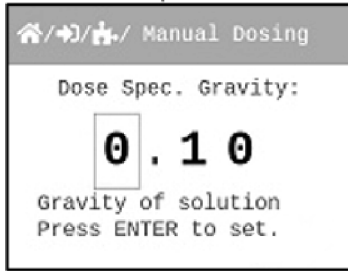 / / / Manual Dosing
Dose Spec. Gravity:
0.10
Gravity of solution
Press ENTER to set.